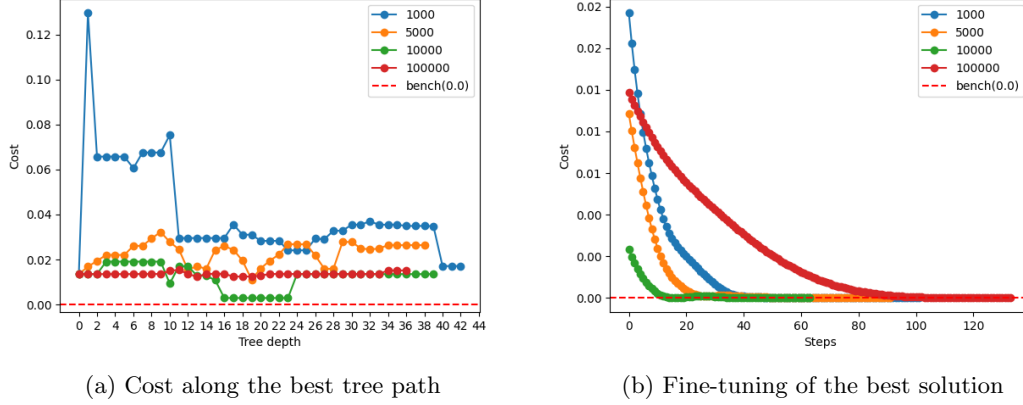 0.12
0.10
0.08
0.06
0.04
0.02
0.00
Cost
0 2 4 6 8 10 12 14 16 18 20 22 24 26 28 30 32 34 36 38 40 42 44
Tree depth
1000
5000
10000
100000
bench(0.0)
(a) Cost along the best tree path
0.02
0.02
0.01
0.01
0.01
0.00
0.00
0.00
Cost
0 20 40 60 80 100 120
Steps
1000
5000
10000
100000
bench(0.0)
(b) Fine-tuning of the best solution